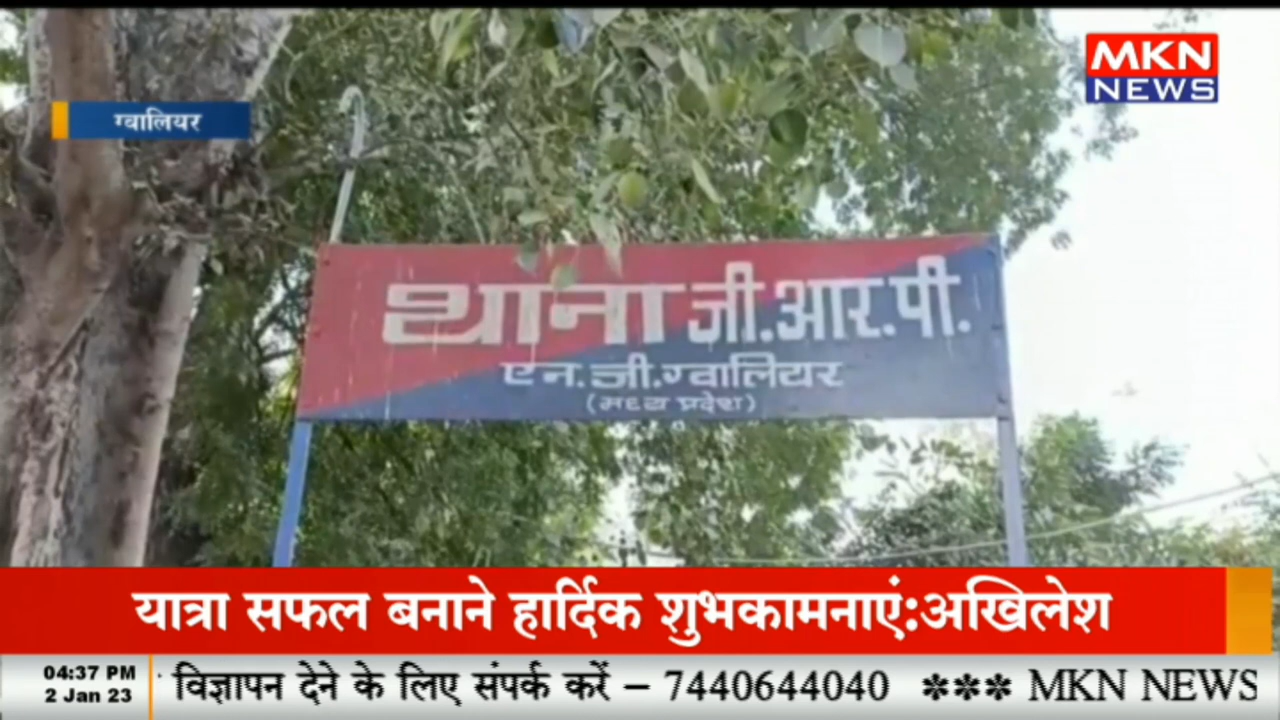 MKN
NEWS
ग्वालियर
थाना जी.आर.पी.
एन.जी.ग्वालियर
(मध्य प्रदेश)
यात्रा सफल बनाने हार्दिक शुभकामनाएं:अखिलेश
04:37 PM
2 Jan 23
विज्ञापन देने के लिए संपर्क करें – 7440644040 *** MKN NEWS